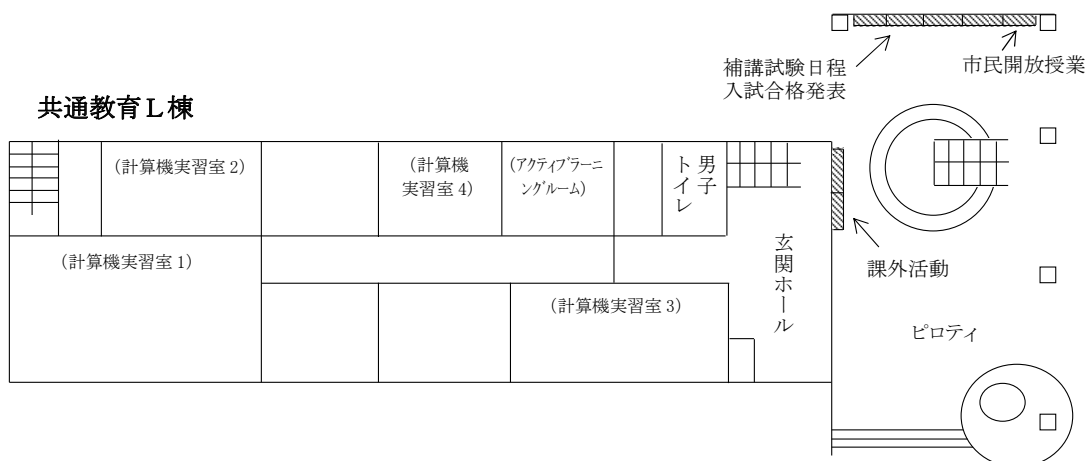 補講試験日程
入試合格発表
市民開放授業
共通教育L棟
(計算機実習室 2)
(計算機
実習室 4)
(アクティブラーニ
ングルーム)
男子
トイレ
(計算機実習室 1)
玄関ホール
課外活動
(計算機実習室 3)
ピロティ